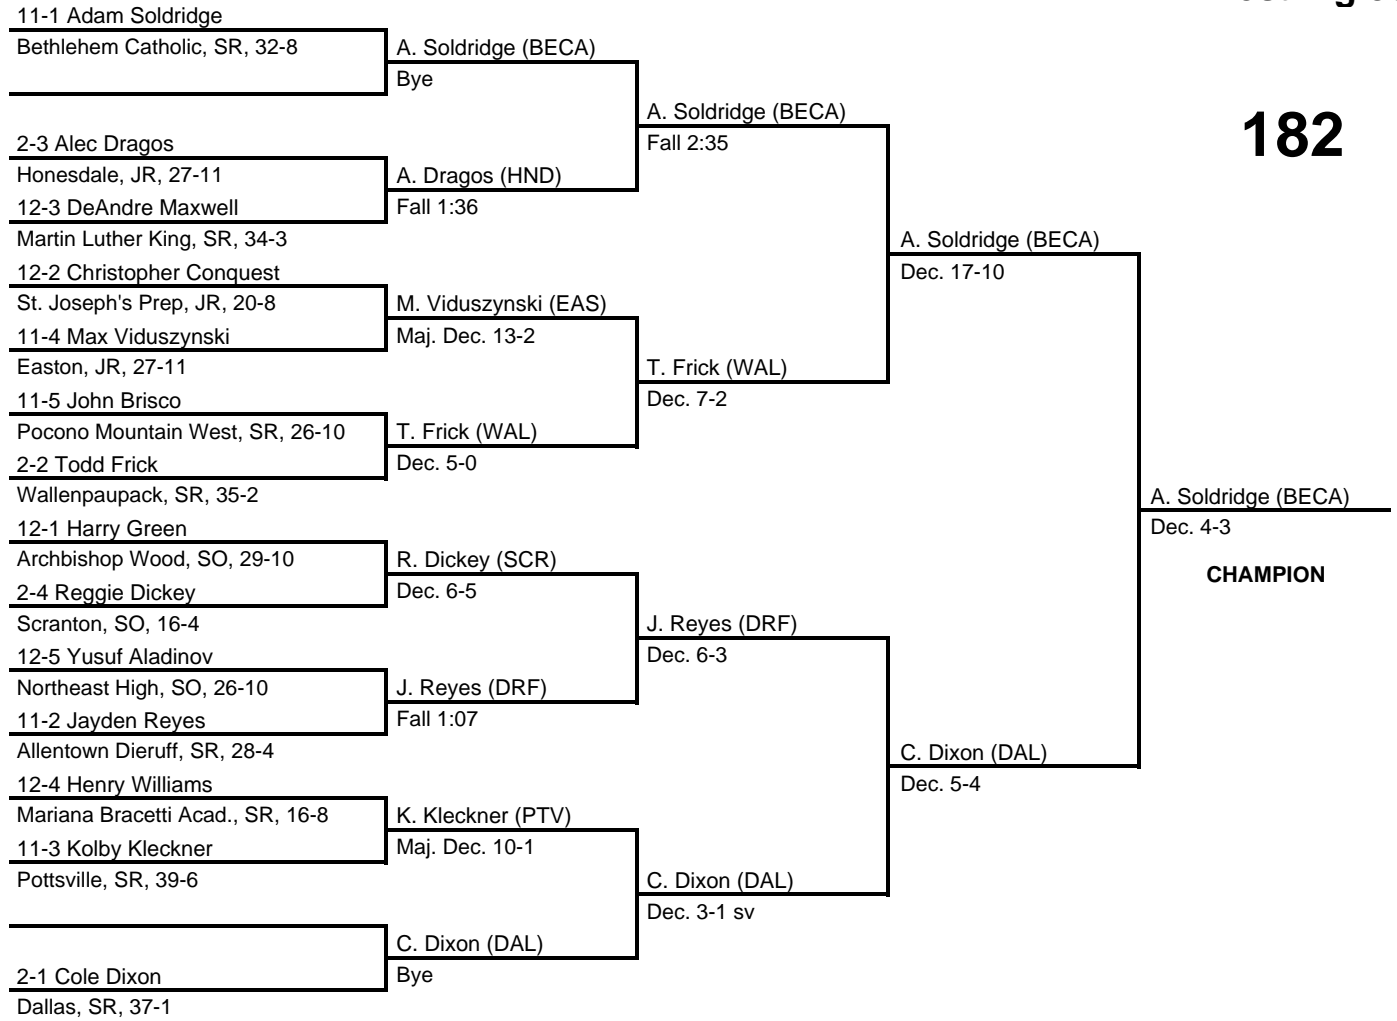 11-1 Adam Soldridge
Bethlehem Catholic, SR, 32-8
2-3 Alec Dragos
Honesdale, JR, 27-11
12-3 DeAndre Maxwell
Martin Luther King, SR, 34-3
12-2 Christopher Conquest
St. Joseph's Prep, JR, 20-8
11-4 Max Viduszynski
Easton, JR, 27-11
11-5 John Brisco
Pocono Mountain West, SR, 26-10
2-2 Todd Frick
Wallenpaupack, SR, 35-2
12-1 Harry Green
Archbishop Wood, SO, 29-10
2-4 Reggie Dickey
Scranton, SO, 16-4
12-5 Yusuf Aladinov
Northeast High, SO, 26-10
11-2 Jayden Reyes
Allentown Dieruff, SR, 28-4
12-4 Henry Williams
Mariana Bracetti Acad., SR, 16-8
11-3 Kolby Kleckner
Pottsville, SR, 39-6
2-1 Cole Dixon
Dallas, SR, 37-1
A. Soldridge (BECA)
Bye
A. Dragos (HND)
Fall 1:36
M. Viduszynski (EAS)
Maj. Dec. 13-2
T. Frick (WAL)
Dec. 5-0
R. Dickey (SCR)
Dec. 6-5
J. Reyes (DRF)
Fall 1:07
K. Kleckner (PTV)
Maj. Dec. 10-1
C. Dixon (DAL)
Bye
A. Soldridge (BECA)
Fall 2:35
T. Frick (WAL)
Dec. 7-2
J. Reyes (DRF)
Dec. 6-3
C. Dixon (DAL)
Dec. 3-1 sv
A. Soldridge (BECA)
Dec. 17-10
C. Dixon (DAL)
Dec. 5-4
182
A. Soldridge (BECA)
Dec. 4-3
CHAMPION